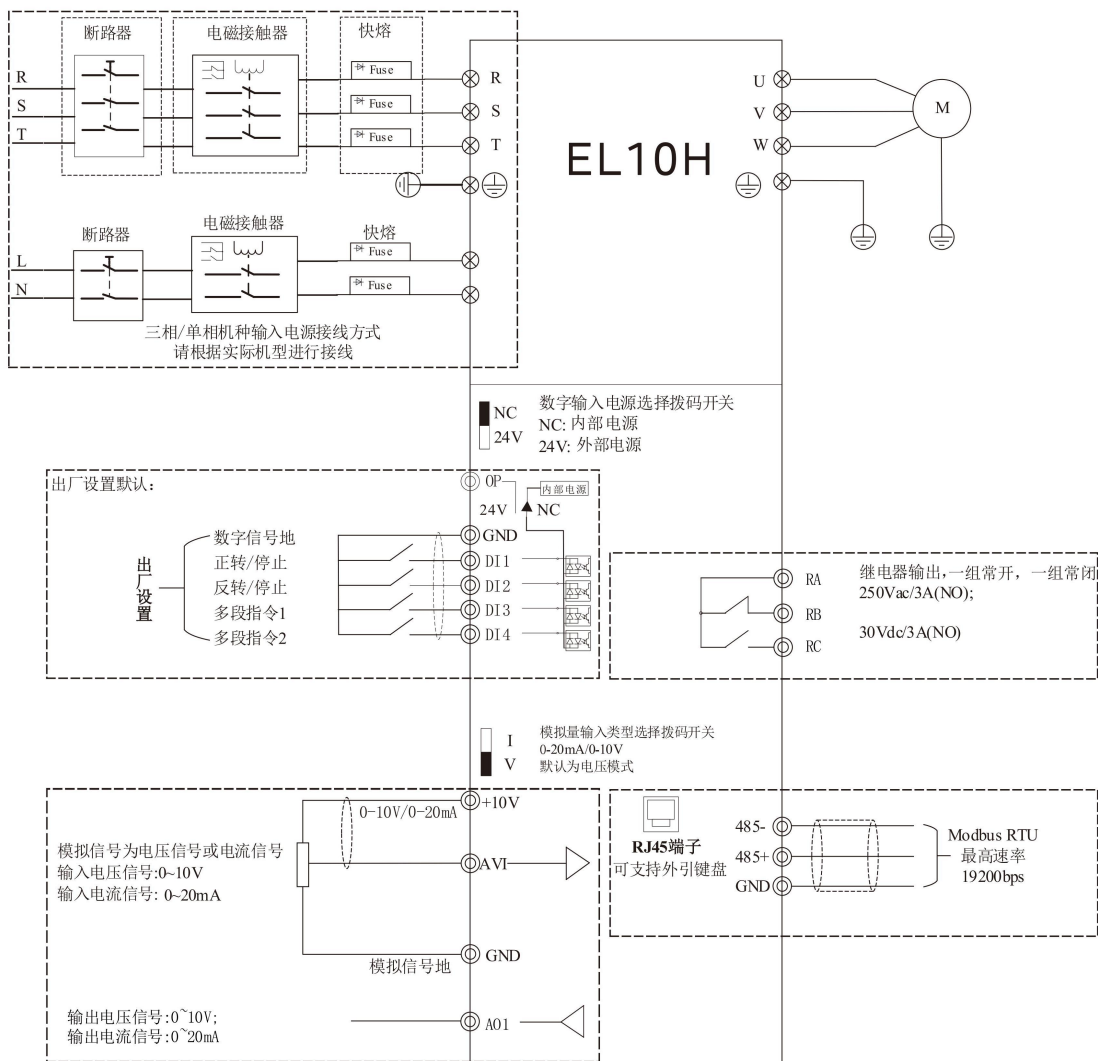 断路器
电磁接触器
快熔
R
S
T
Fuse
Fuse
Fuse
R
S
T
EL10H
U
V
W
M
断路器
电磁接触器
快熔
L
N
Fuse
Fuse
三相/单相机种输入电源接线方式
请根据实际机型进行接线
NC
24V
数字输入电源选择拨码开关
NC: 内部电源
24V: 外部电源
出厂设置默认:
出厂设置
数字信号地
正转/停止
反转/停止
多段指令1
多段指令2
OP
24V
NC
内部电源
GND
DI1
DI2
DI3
DI4
RA
RB
RC
继电器输出,一组常开，一组常闭
250Vac/3A(NO);
30Vdc/3A(NO)
I
V
模拟量输入类型选择拨码开关
0-20mA/0-10V
默认为电压模式
0-10V/0-20mA
+10V
模拟信号为电压信号或电流信号
输入电压信号:0~10V
输入电流信号: 0~20mA
AVI
GND
模拟信号地
输出电压信号:0~10V;
输出电流信号:0~20mA
AO1
RJ45端子
可支持外引键盘
485-
485+
GND
Modbus RTU
最高速率
19200bps